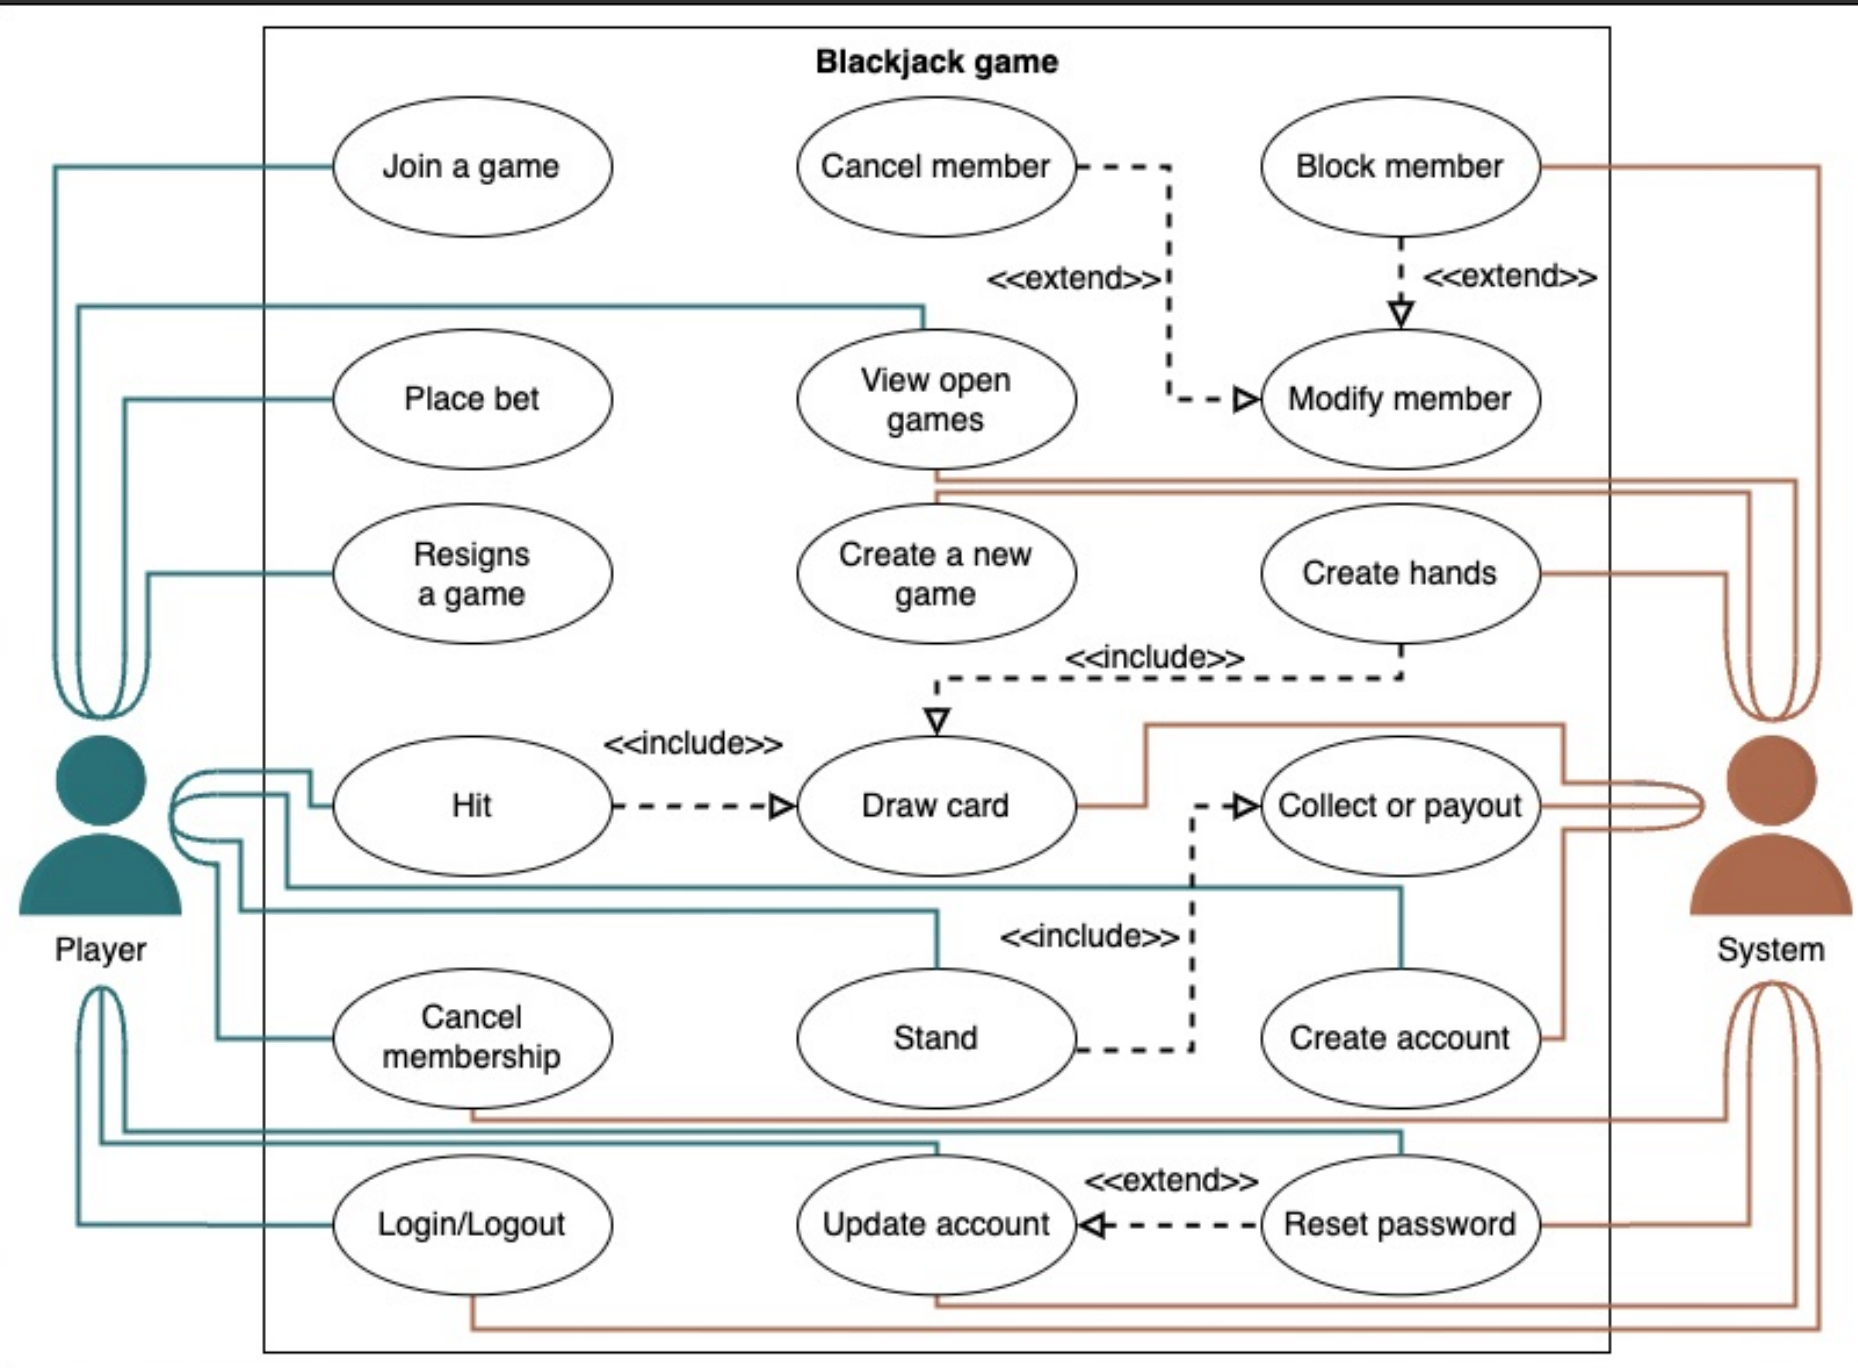 Blackjack game
Join a game
Cancel member
Block member
<<extend>>
<<extend>>
Place bet
View open
games
Modify member
Resigns
a game
Create a new
game
Create hands
<<include>>
<<include>>
Hit
Draw card
Collect or payout
Player
<<include>>
System
Cancel
membership
Stand
Create account
<<extend>>
Login/Logout
Update account
Reset password